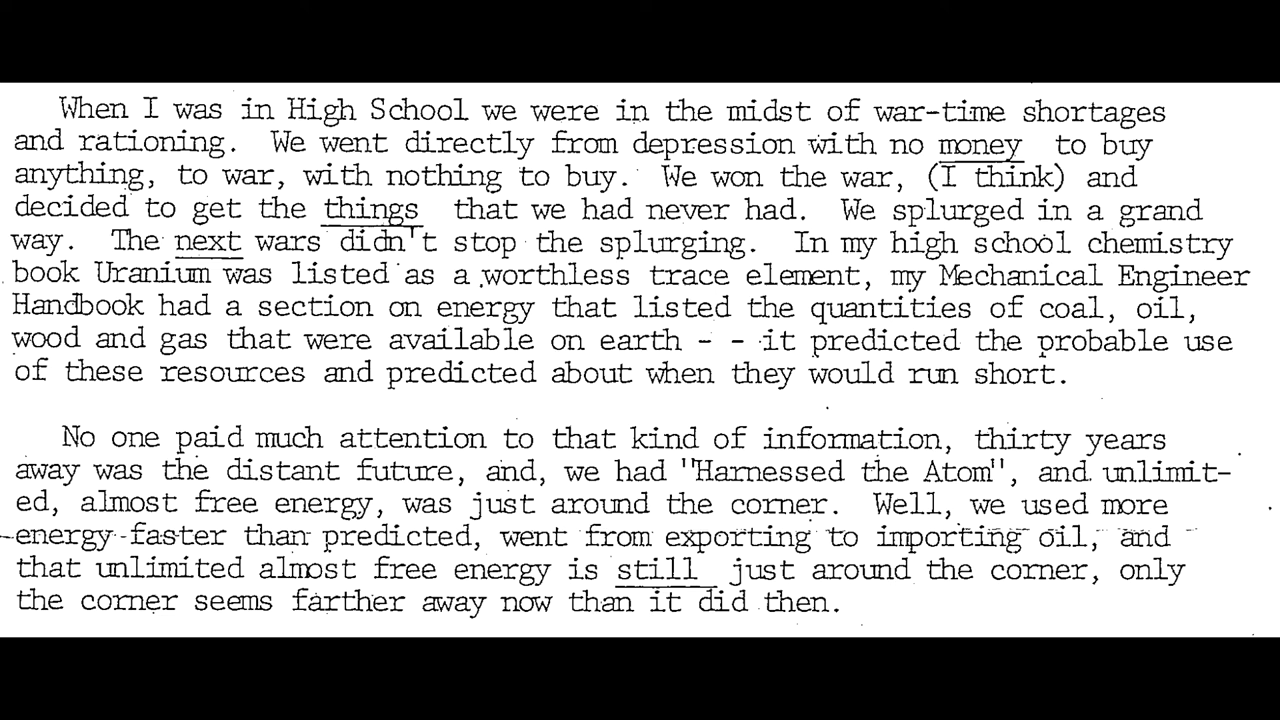 When I was in High School we were in the midst of war-time shortages
and rationing. We went directly from depression with no money to buy
anything, to war, with nothing to buy. We won the war, (I think) and
decided to get the things that we had never had. We splurged in a grand
way. The next wars didn't stop the splurging. In my high school chemistry
book Uranium was listed as a worthless trace element, my Mechanical Engineer
Handbook had a section on energy that listed the quantities of coal, oil,
wood and gas that were available on earth - - it predicted the probable use
of these resources and predicted about when they would run short.
No one paid much attention to that kind of information, thirty years
away was the distant future, and, we had "Harnessed the Atom", and unlimit-
ed, almost free energy, was just around the corner. Well, we used more
energy faster than predicted, went from exporting to importing oil, and
that unlimited almost free energy is still just around the corner, only
the corner seems farther away now than it did then.